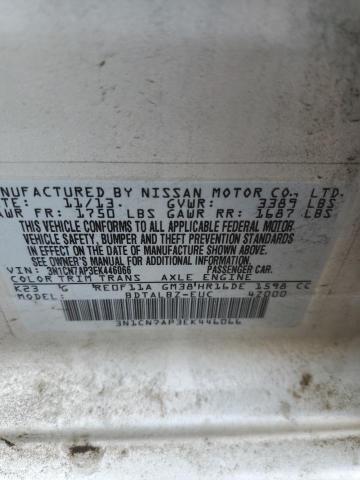 NUFACTURED BY NISSAN MOTOR CO., LTD.
TE: 11/13. GVWR: 3389 LBS
AWR FR: 1750 LBS GAWR RR: 1687 LBS
THIS VEHICLE CONFORMS TO ALL APPLICABLE FEDERAL MOTOR
VEHICLE SAFETY, BUMPER AND THEFT PREVENTION STANDARDS
IN EFFECT ON THE DATE OF MANUFACTURE SHOWN ABOVE.
SEE OWNER'S MANUAL FOR ADDITIONAL INFORMATION.
VIN: 3N1CN7AP3EK446066 PASSENGER CAR.
COLOR TRIM TRANS AXLE ENGINE
K23 G RE0F11A GM38 HR16DE 1598 CC
MODEL: BDTALBZ-EUC 42000
3N1CN7AP3EK446066